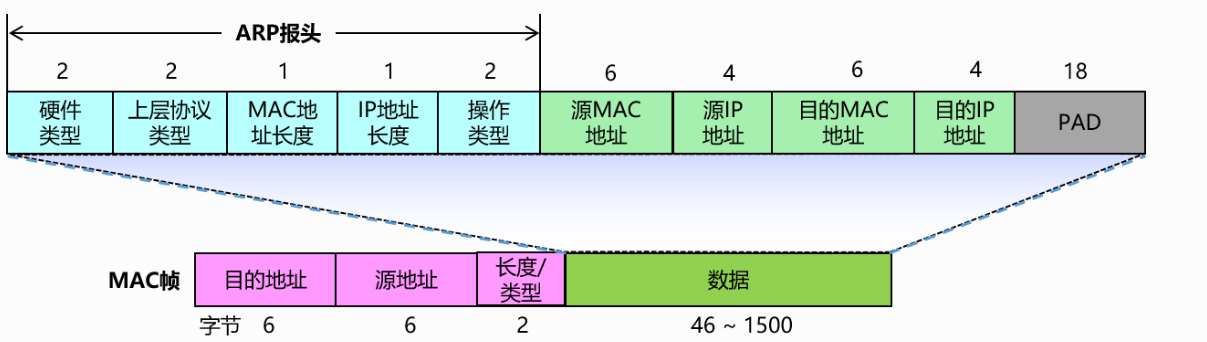 ARP报头
2 2 1 1 2 6 4 6 4 18
硬件 上层协议 MAC地 IP地址 操作 源MAC 源IP 目的MAC 目的IP PAD
类型 类型 址长度 长度 类型 地址 地址 地址 地址
MAC帧 目的地址 源地址 长度/ 数据
类型
字节 6 6 2 46 ~ 1500